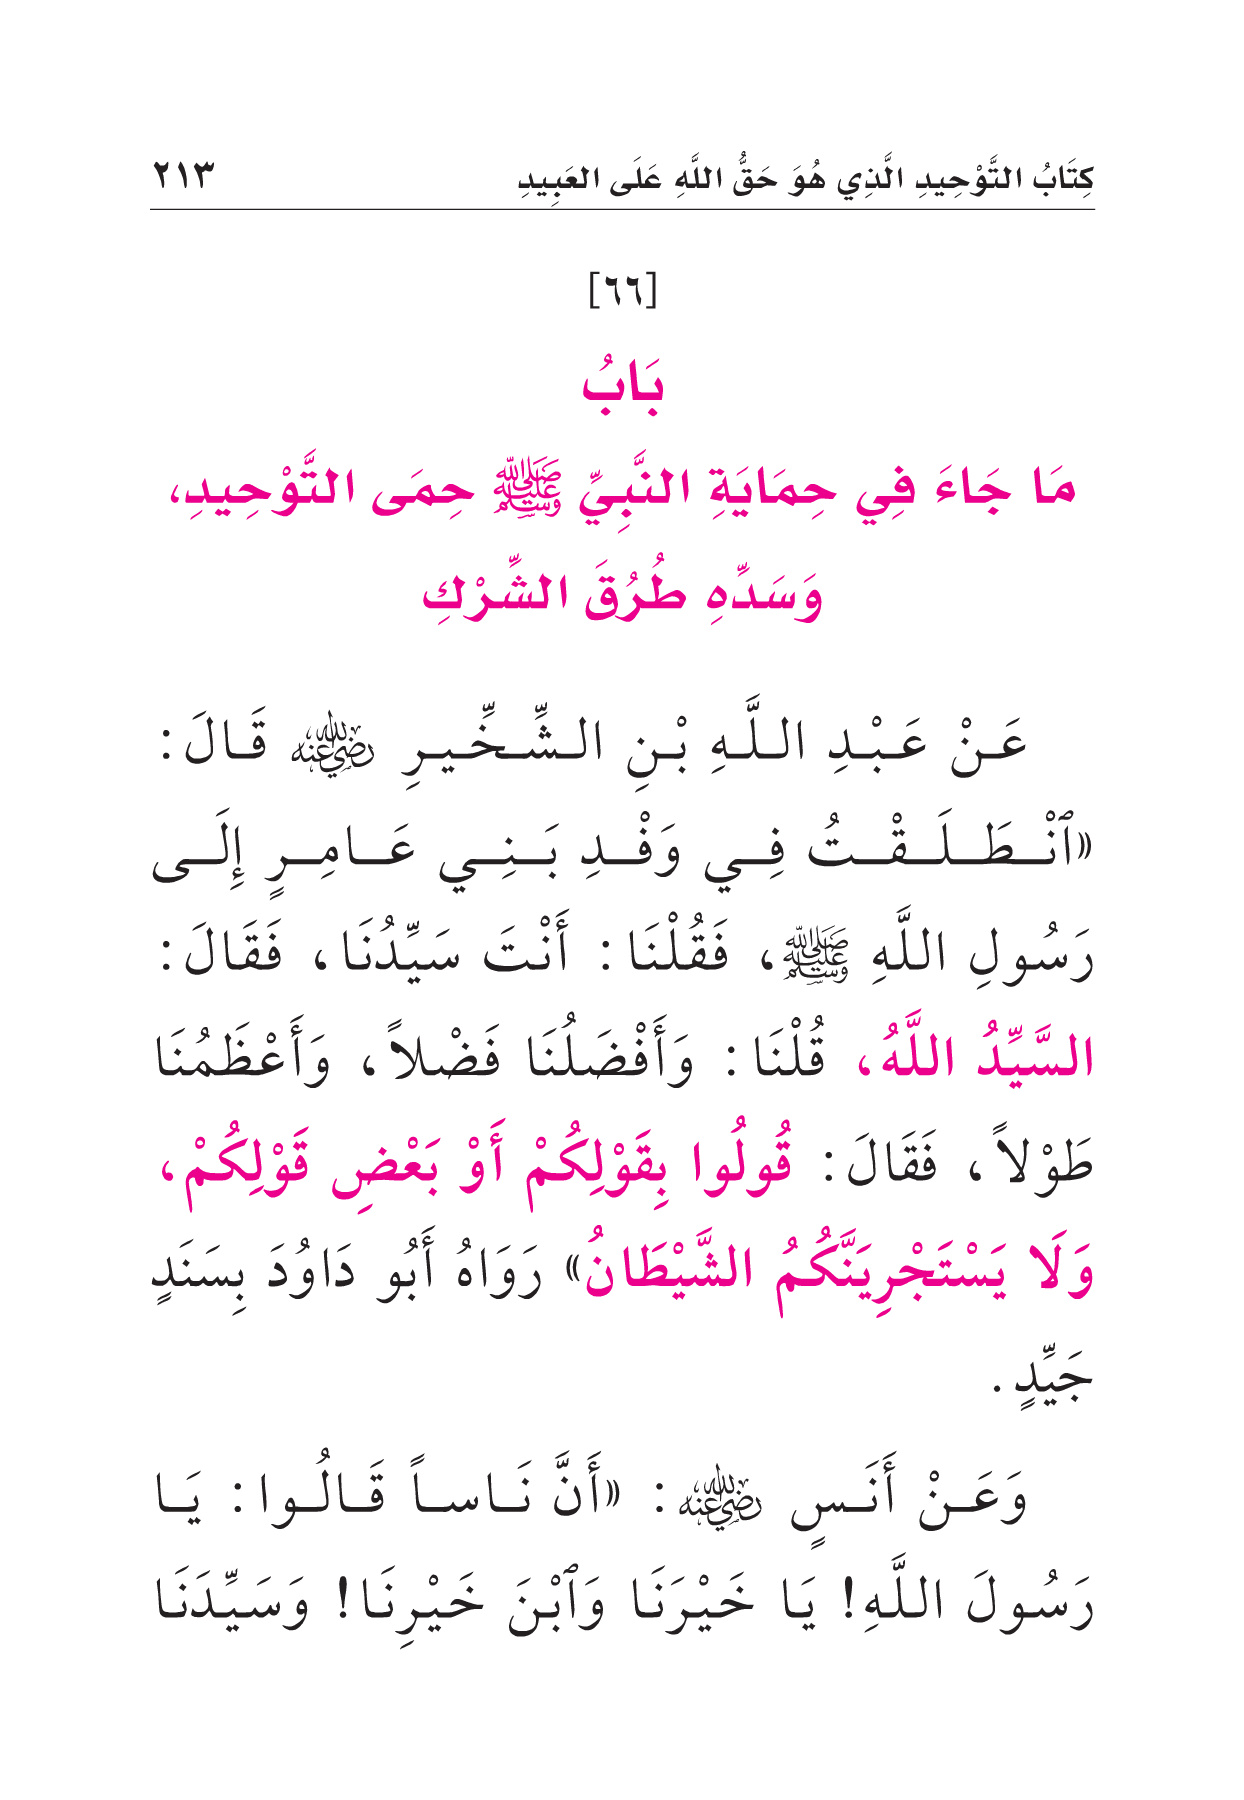 كِتَابُ التَّوْحِيدِ الَّذِي هُوَ حَقُّ اللَّهِ عَلَى العَبِيدِ ٢١٣
[٦٦]
بَابُ
مَا جَاءَ فِي حِمَايَةِ النَّبِيِّ ﷺ حِمَى التَّوْحِيدِ،
وَسَدِّهِ طُرُقَ الشِّرْكِ
عَنْ عَبْدِ اللَّهِ بْنِ الشِّخِّيرِ رضي الله عنه قَالَ:
«ٱنْطَلَقْتُ فِي وَفْدِ بَنِي عَامِرٍ إِلَى
رَسُولِ اللَّهِ ﷺ، فَقُلْنَا: أَنْتَ سَيِّدُنَا، فَقَالَ:
السَّيِّدُ اللَّهُ، قُلْنَا: وَأَفْضَلُنَا فَضْلاً، وَأَعْظَمُنَا
طَوْلاً، فَقَالَ: قُولُوا بِقَوْلِكُمْ أَوْ بَعْضِ قَوْلِكُمْ،
وَلَا يَسْتَجْرِيَنَّكُمُ الشَّيْطَانُ» رَوَاهُ أَبُو دَاوُدَ بِسَنَدٍ
جَيِّدٍ.
وَعَنْ أَنَسٍ رضي الله عنه: «أَنَّ نَاساً قَالُوا: يَا
رَسُولَ اللَّهِ! يَا خَيْرَنَا وَٱبْنَ خَيْرِنَا! وَسَيِّدَنَا